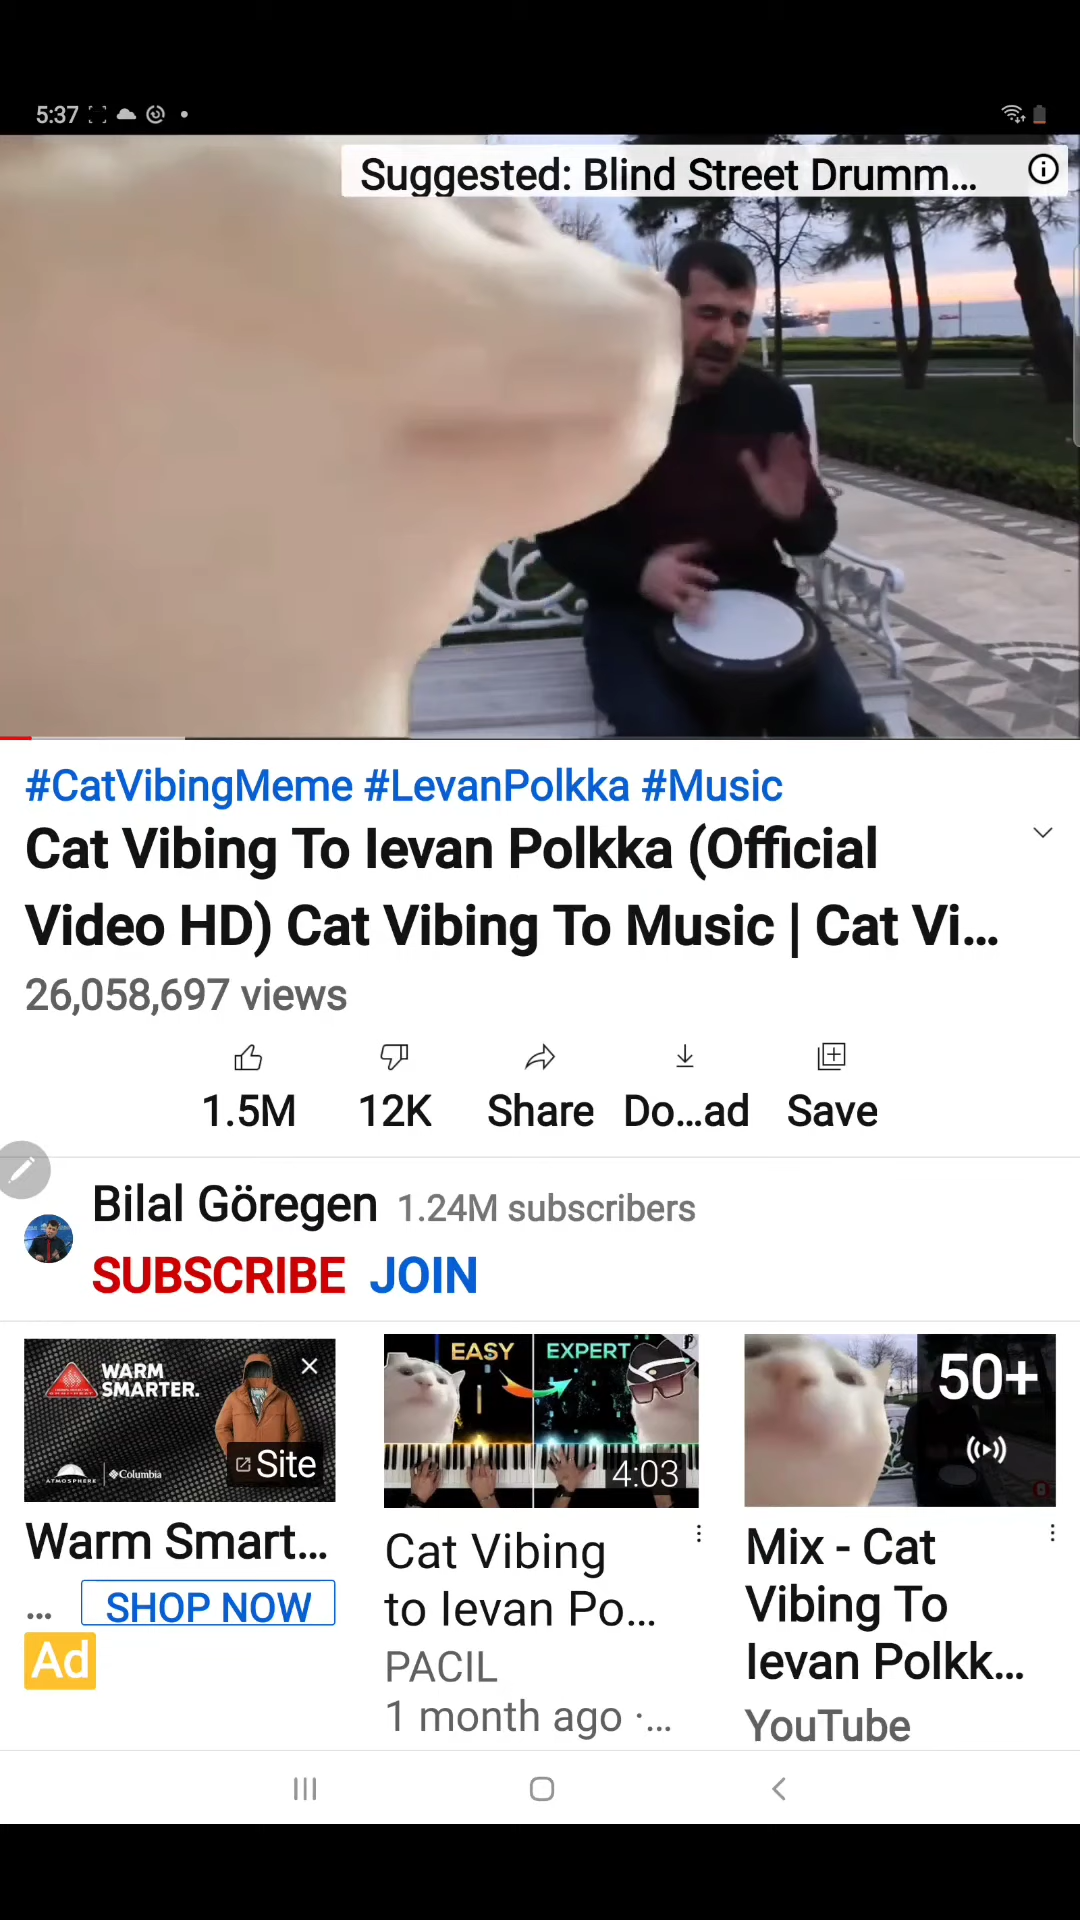 5:37
Suggested: Blind Street Drumm...
#CatVibingMeme #LevanPolkka #Music
Cat Vibing To Ievan Polkka (Official
Video HD) Cat Vibing To Music | Cat Vi...
26,058,697 views
1.5M 12K Share Do...ad Save
Bilal Göregen 1.24M subscribers
SUBSCRIBE JOIN
WARM
SMARTER.
ATMOSPHERE Columbia
Site
Warm Smart...
... SHOP NOW
Ad
EASY EXPERT
4:03
Cat Vibing
to Ievan Po...
PACIL
1 month ago ·...
50+
Mix - Cat
Vibing To
Ievan Polkk...
YouTube